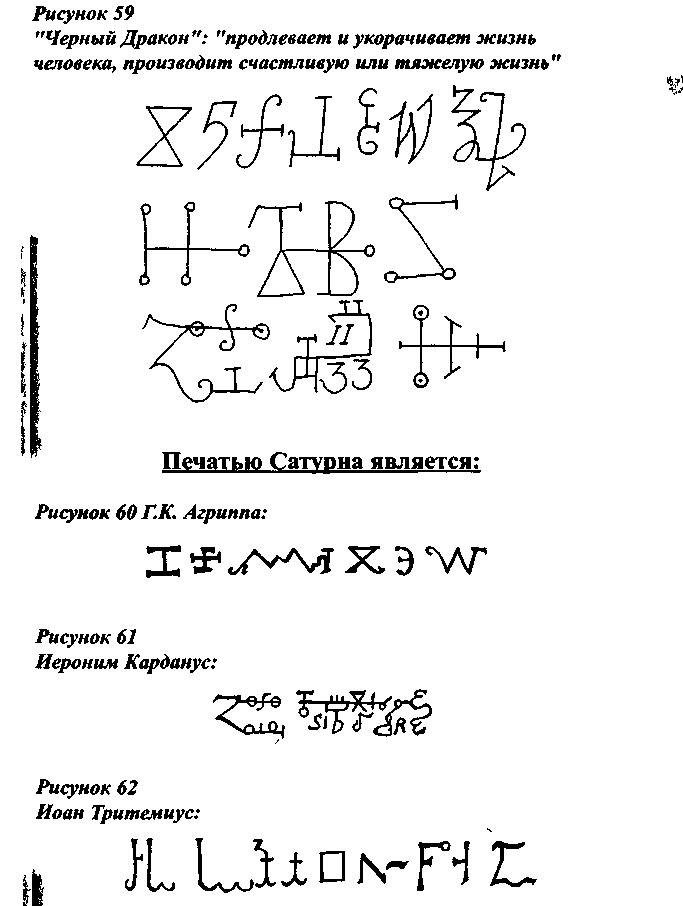 Рисунок 59
"Черный Дракон": "продлевает и укорачивает жизнь
человека, производит счастливую или тяжелую жизнь"
Печатью Сатурна является:
Рисунок 60 Г.К. Агриппа:
Рисунок 61
Иероним Карданус:
Рисунок 62
Иоан Тритемиус: